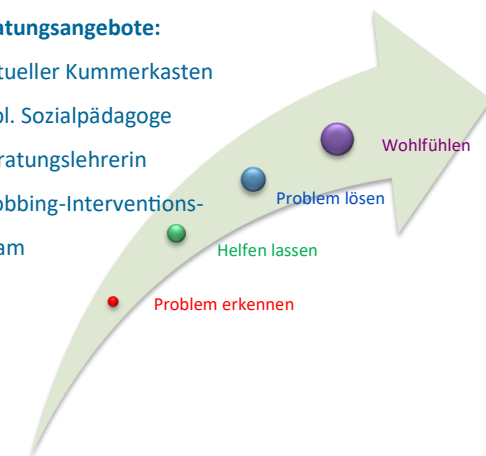 atungsangebote:
tueller Kummerkasten
pl. Sozialpädagoge
ratungslehrerin
obbing-Interventions-
am
Wohlfühlen
Problem lösen
Helfen lassen
Problem erkennen